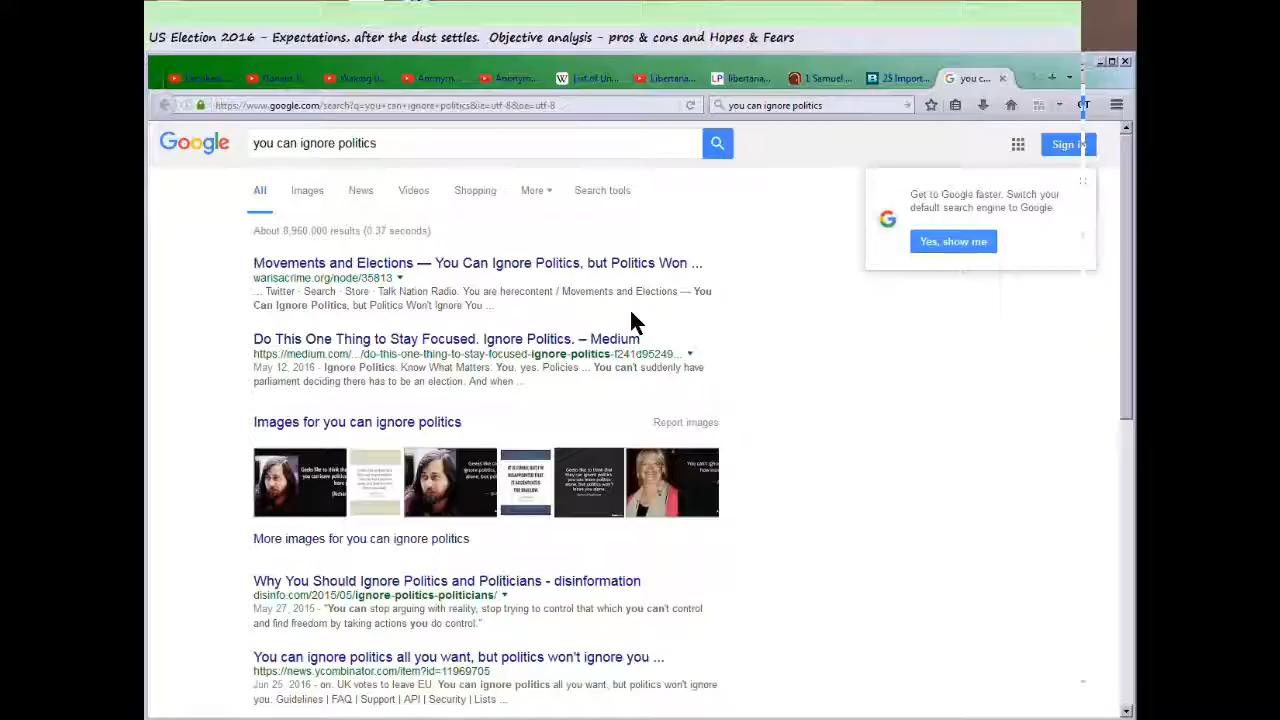 US Election 2016 - Expectations, after the dust settles. Objective analysis - pros & cons and Hopes & Fears
Anonym... Anonym... List of Un... Libertaria... libertaria... 1 Samuel ... 25 Import... you c...
https://www.google.com/search?q=you+can+ignore+politics&ie=utf-8&oe=utf-8
you can ignore politics
Google
you can ignore politics
Sign in
All Images News Videos Shopping More Search tools
Get to Google faster. Switch your
default search engine to Google.
Yes, show me
About 8,960,000 results (0.37 seconds)
Movements and Elections — You Can Ignore Politics, but Politics Won ...
warisacrime.org/node/35813
... Twitter · Search · Store · Talk Nation Radio. You are herecontent / Movements and Elections — You
Can Ignore Politics, but Politics Won't Ignore You ...
Do This One Thing to Stay Focused. Ignore Politics. – Medium
https://medium.com/.../do-this-one-thing-to-stay-focused-ignore-politics-f241d95249...
May 12, 2016 - Ignore Politics. Know What Matters: You, yes. Policies ... You can't suddenly have
parliament deciding there has to be an election. And when ...
Images for you can ignore politics
Report images
More images for you can ignore politics
Why You Should Ignore Politics and Politicians - disinformation
disinfo.com/2015/05/ignore-politics-politicians/
May 27, 2015 - "You can stop arguing with reality, stop trying to control that which you can't control
and find freedom by taking actions you do control."
You can ignore politics all you want, but politics won't ignore you ...
https://news.ycombinator.com/item?id=11969705
Jun 25, 2016 - on: UK votes to leave EU. You can ignore politics all you want, but politics won't ignore
you. Guidelines | FAQ | Support | API | Security | Lists ...